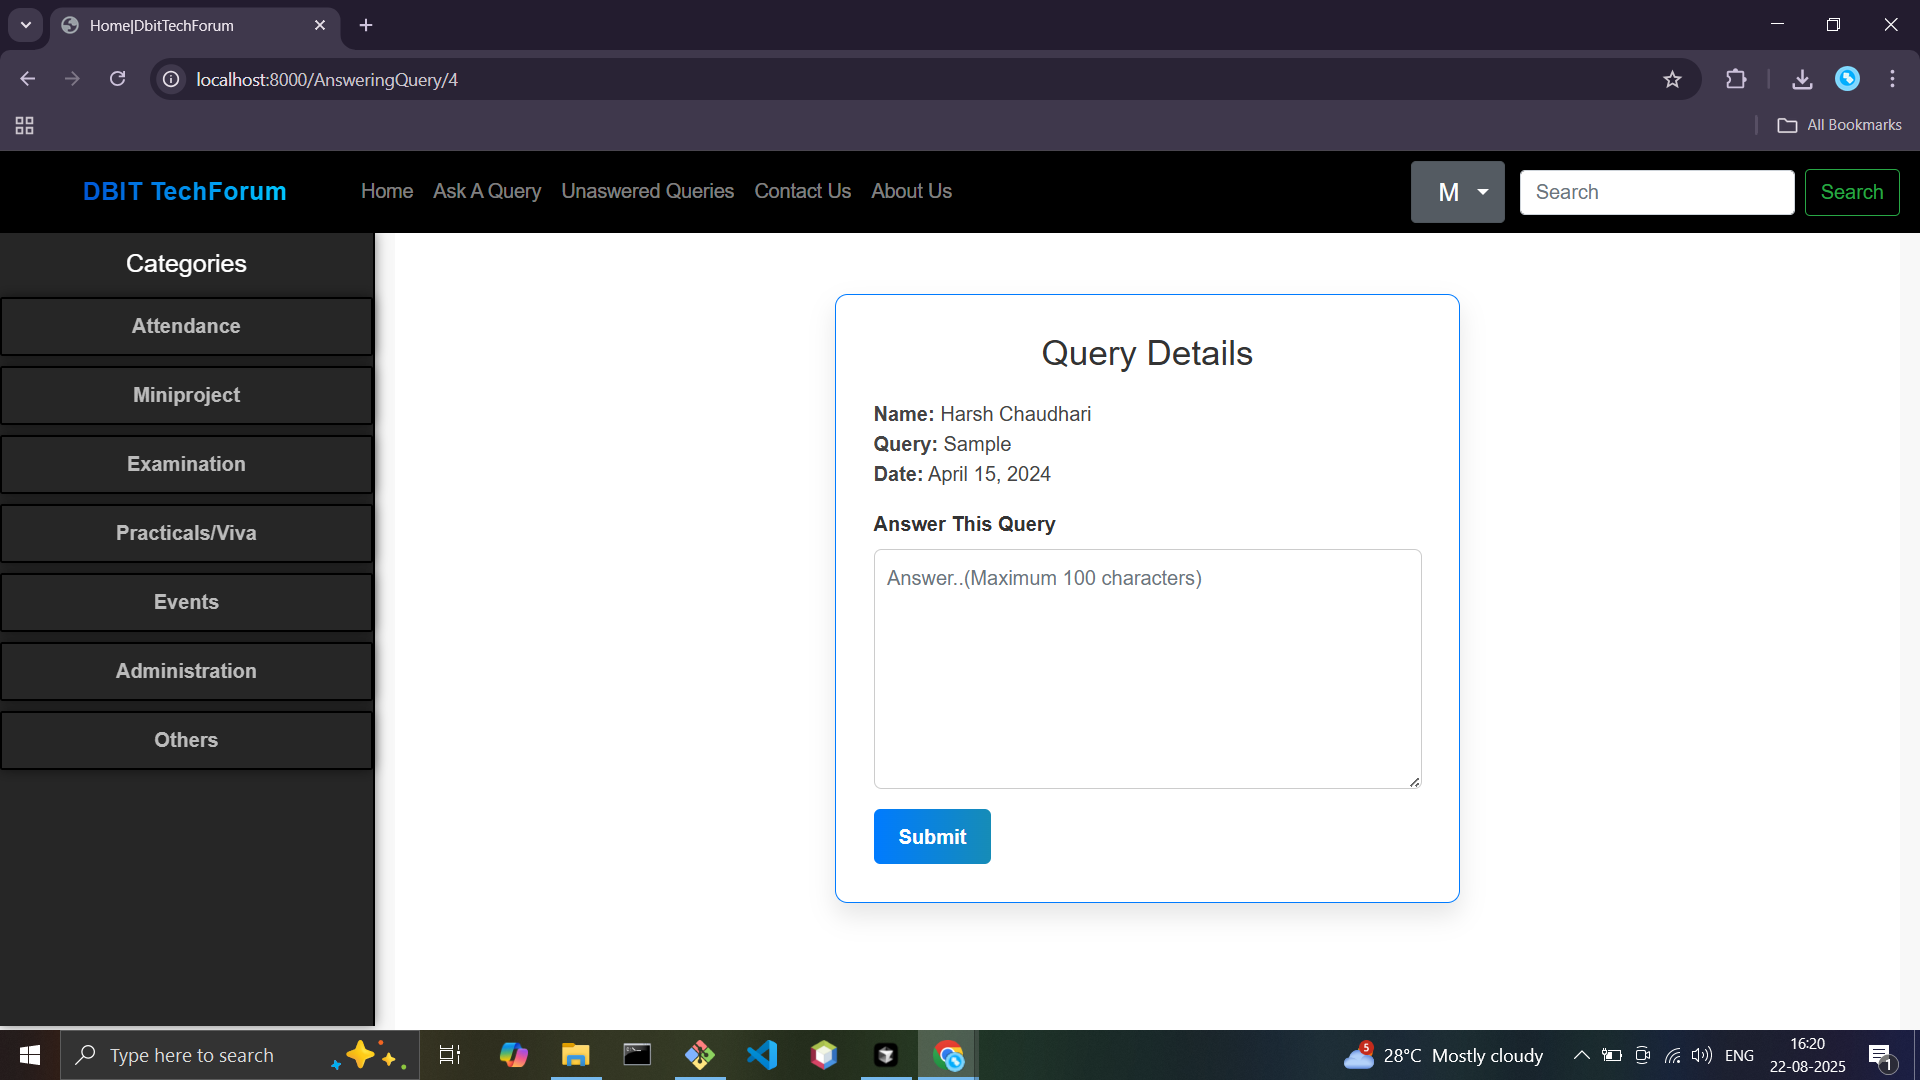 Home|DbitTechForum
localhost:8000/AnsweringQuery/4
All Bookmarks
DBIT TechForum
Home Ask A Query Unaswered Queries Contact Us About Us
M
Search
Search
Categories
Attendance
Miniproject
Examination
Practicals/Viva
Events
Administration
Others
Query Details
Name: Harsh Chaudhari
Query: Sample
Date: April 15, 2024
Answer This Query
Answer..(Maximum 100 characters)
Submit
Type here to search
5
28°C Mostly cloudy
ENG
16:20
22-08-2025
1